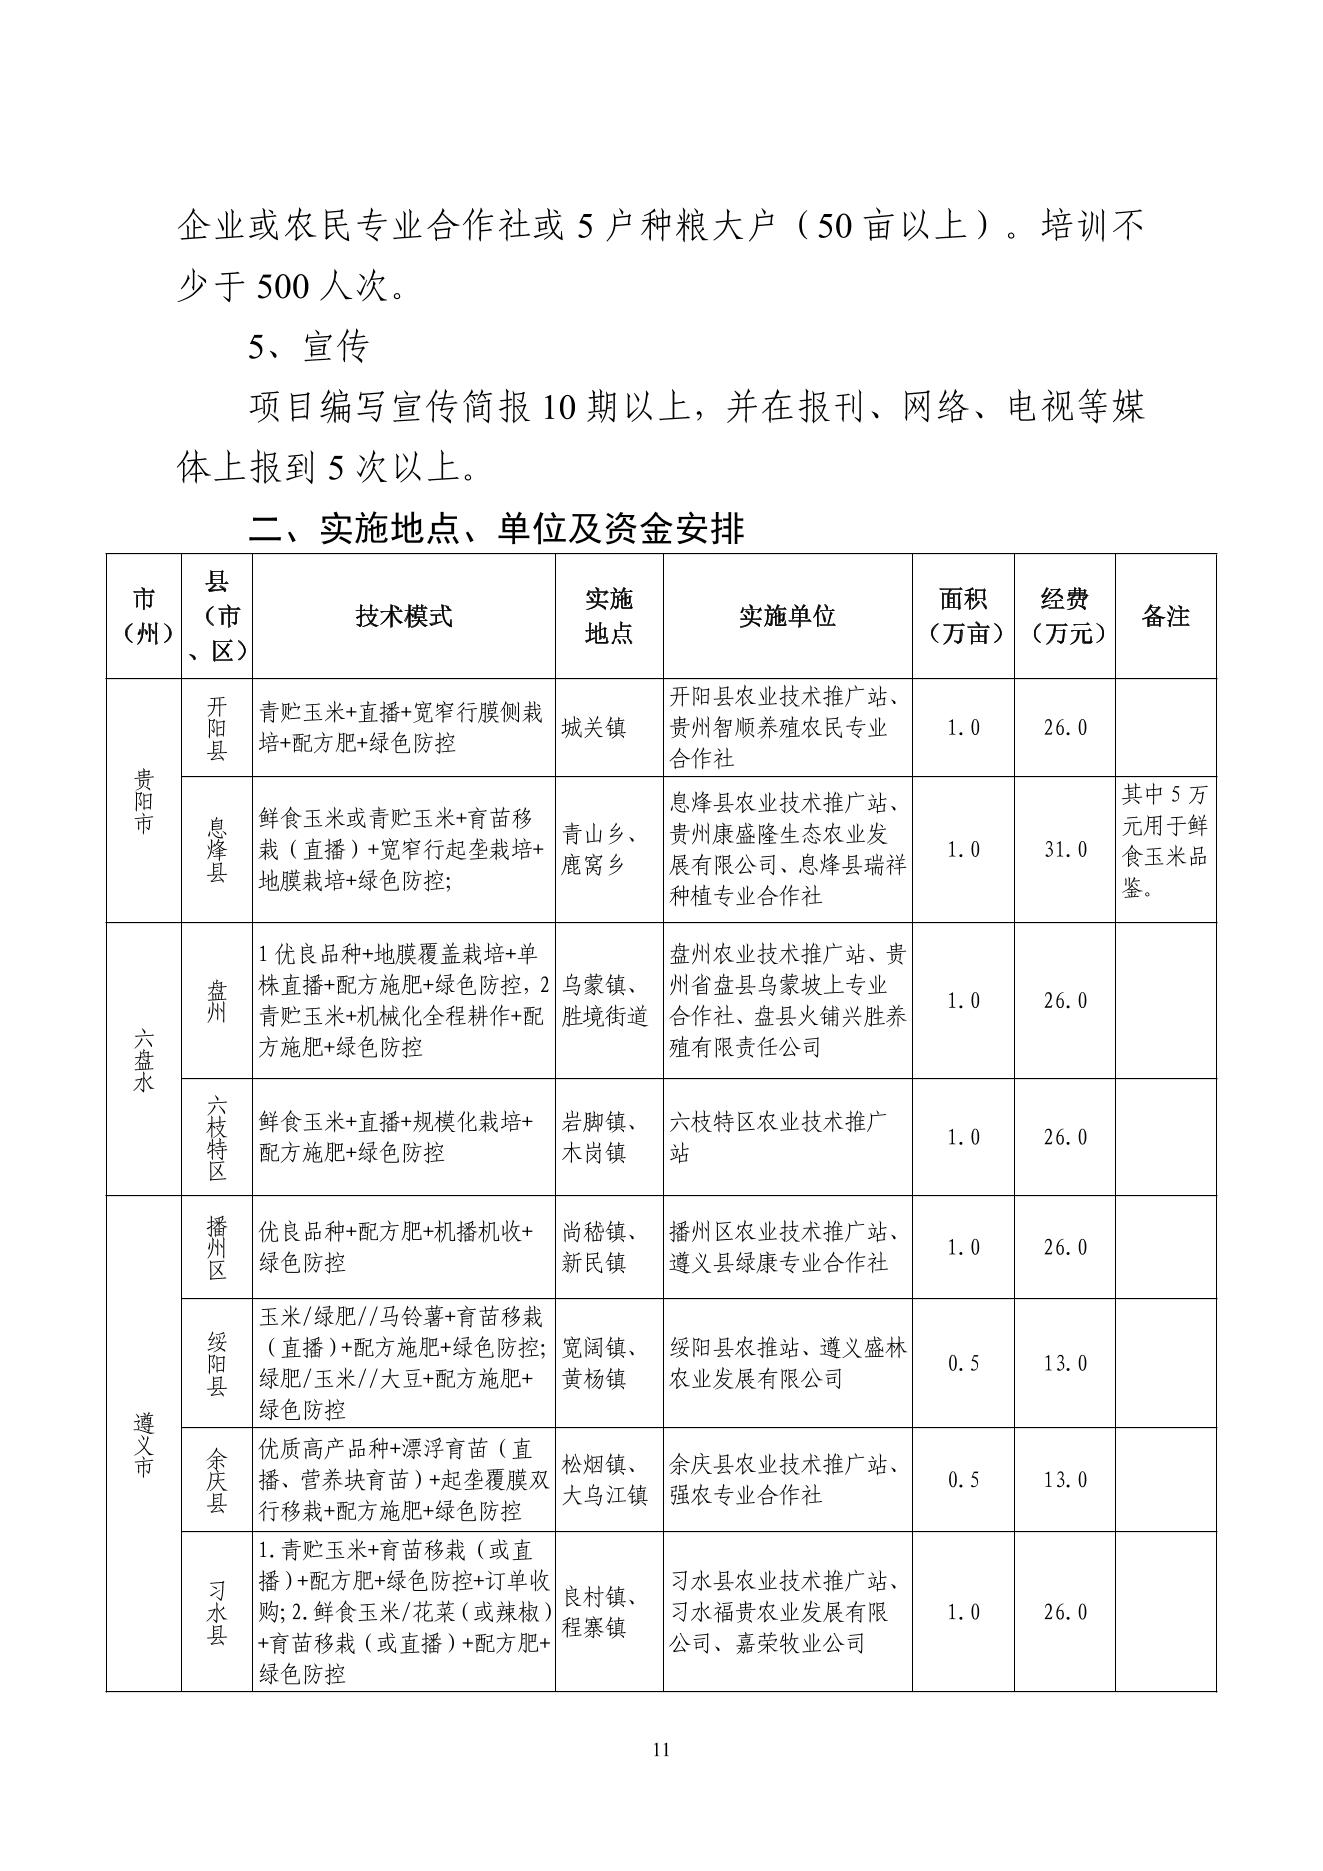 企业或农民专业合作社或 5 户种粮大户（50 亩以上）。培训不
少于 500 人次。
5、宣传
项目编写宣传简报 10 期以上，并在报刊、网络、电视等媒
体上报到 5 次以上。
二、实施地点、单位及资金安排
市
（州）
县
（市
、区）
技术模式
实施
地点
实施单位
面积
（万亩）
经费
（万元）
备注
贵阳市
开阳县
青贮玉米+直播+宽窄行膜侧栽
培+配方肥+绿色防控
城关镇
开阳县农业技术推广站、
贵州智顺养殖农民专业
合作社
1.0
26.0
息烽县
鲜食玉米或青贮玉米+育苗移
栽（直播）+宽窄行起垄栽培+
地膜栽培+绿色防控;
青山乡、
鹿窝乡
息烽县农业技术推广站、
贵州康盛隆生态农业发
展有限公司、息烽县瑞祥
种植专业合作社
1.0
31.0
其中 5 万
元用于鲜
食玉米品
鉴。
六盘水
盘州
1 优良品种+地膜覆盖栽培+单
株直播+配方施肥+绿色防控，2
青贮玉米+机械化全程耕作+配
方施肥+绿色防控
乌蒙镇、
胜境街道
盘州农业技术推广站、贵
州省盘县乌蒙坡上专业
合作社、盘县火铺兴胜养
殖有限责任公司
1.0
26.0
六枝特区
鲜食玉米+直播+规模化栽培+
配方施肥+绿色防控
岩脚镇、
木岗镇
六枝特区农业技术推广
站
1.0
26.0
遵义市
播州区
优良品种+配方肥+机播机收+
绿色防控
尚嵇镇、
新民镇
播州区农业技术推广站、
遵义县绿康专业合作社
1.0
26.0
绥阳县
玉米/绿肥//马铃薯+育苗移栽
（直播）+配方施肥+绿色防控;
绿肥/玉米//大豆+配方施肥+
绿色防控
宽阔镇、
黄杨镇
绥阳县农推站、遵义盛林
农业发展有限公司
0.5
13.0
余庆县
优质高产品种+漂浮育苗（直
播、营养块育苗）+起垄覆膜双
行移栽+配方施肥+绿色防控
松烟镇、
大乌江镇
余庆县农业技术推广站、
强农专业合作社
0.5
13.0
习水县
1.青贮玉米+育苗移栽（或直
播）+配方肥+绿色防控+订单收
购;2.鲜食玉米/花菜（或辣椒）
+育苗移栽（或直播）+配方肥+
绿色防控
良村镇、
程寨镇
习水县农业技术推广站、
习水福贵农业发展有限
公司、嘉荣牧业公司
1.0
26.0
11